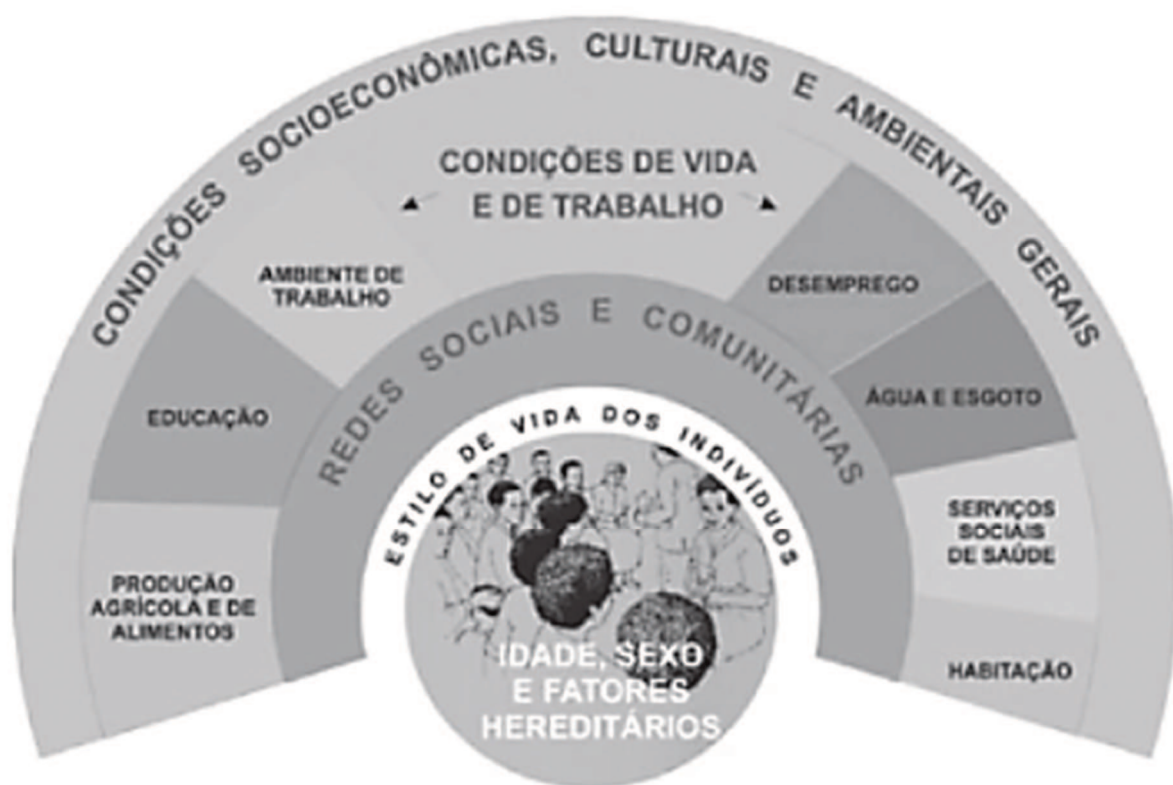 CONDIÇÕES SOCIOECONÔMICAS, CULTURAIS E AMBIENTAIS GERAIS
CONDIÇÕES DE VIDA
E DE TRABALHO
AMBIENTE DE
TRABALHO
DESEMPREGO
EDUCAÇÃO
ÁGUA E ESGOTO
PRODUÇÃO
AGRÍCOLA E DE
ALIMENTOS
SERVIÇOS
SOCIAIS
DE SAÚDE
HABITAÇÃO
REDES SOCIAIS E COMUNITÁRIAS
ESTILO DE VIDA DOS INDIVÍDUOS
IDADE, SEXO
E FATORES
HEREDITÁRIOS